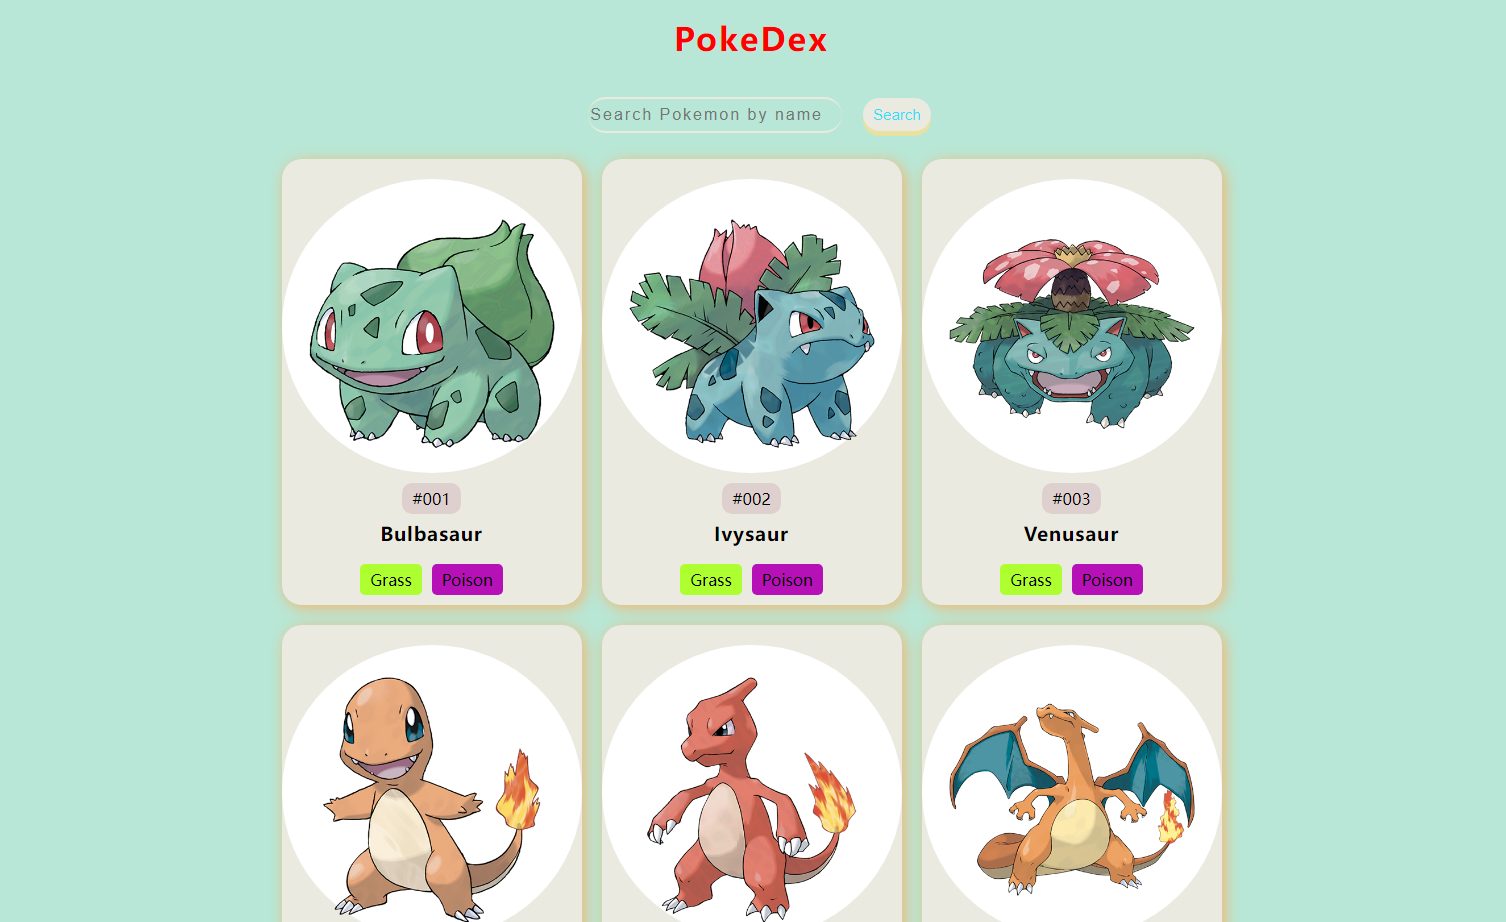 PokeDex
Search Pokemon by name Search
#001 #002 #003
Bulbasaur Ivysaur Venusaur
Grass Poison Grass Poison Grass Poison